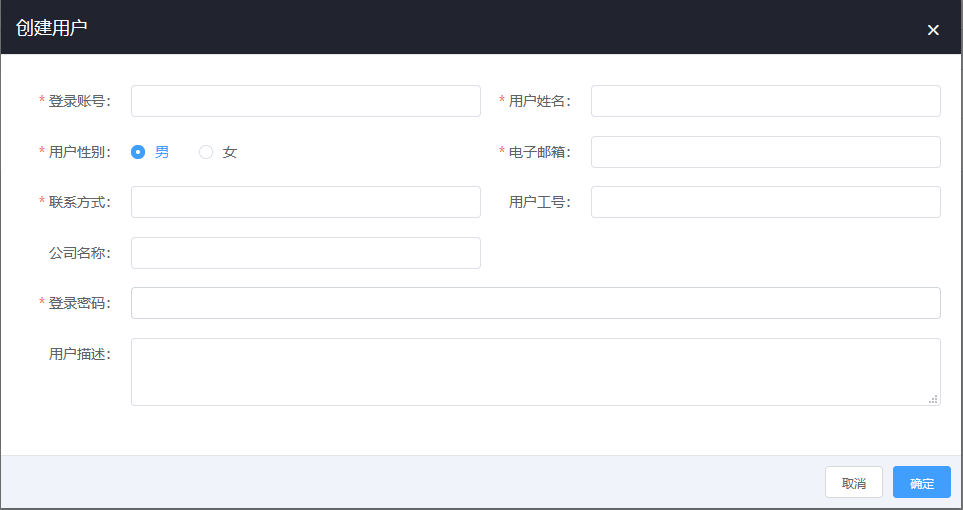 创建用户
* 登录账号：
* 用户姓名：
* 用户性别： 男 女
* 电子邮箱：
* 联系方式：
用户工号：
公司名称：
* 登录密码：
用户描述：
取消
确定